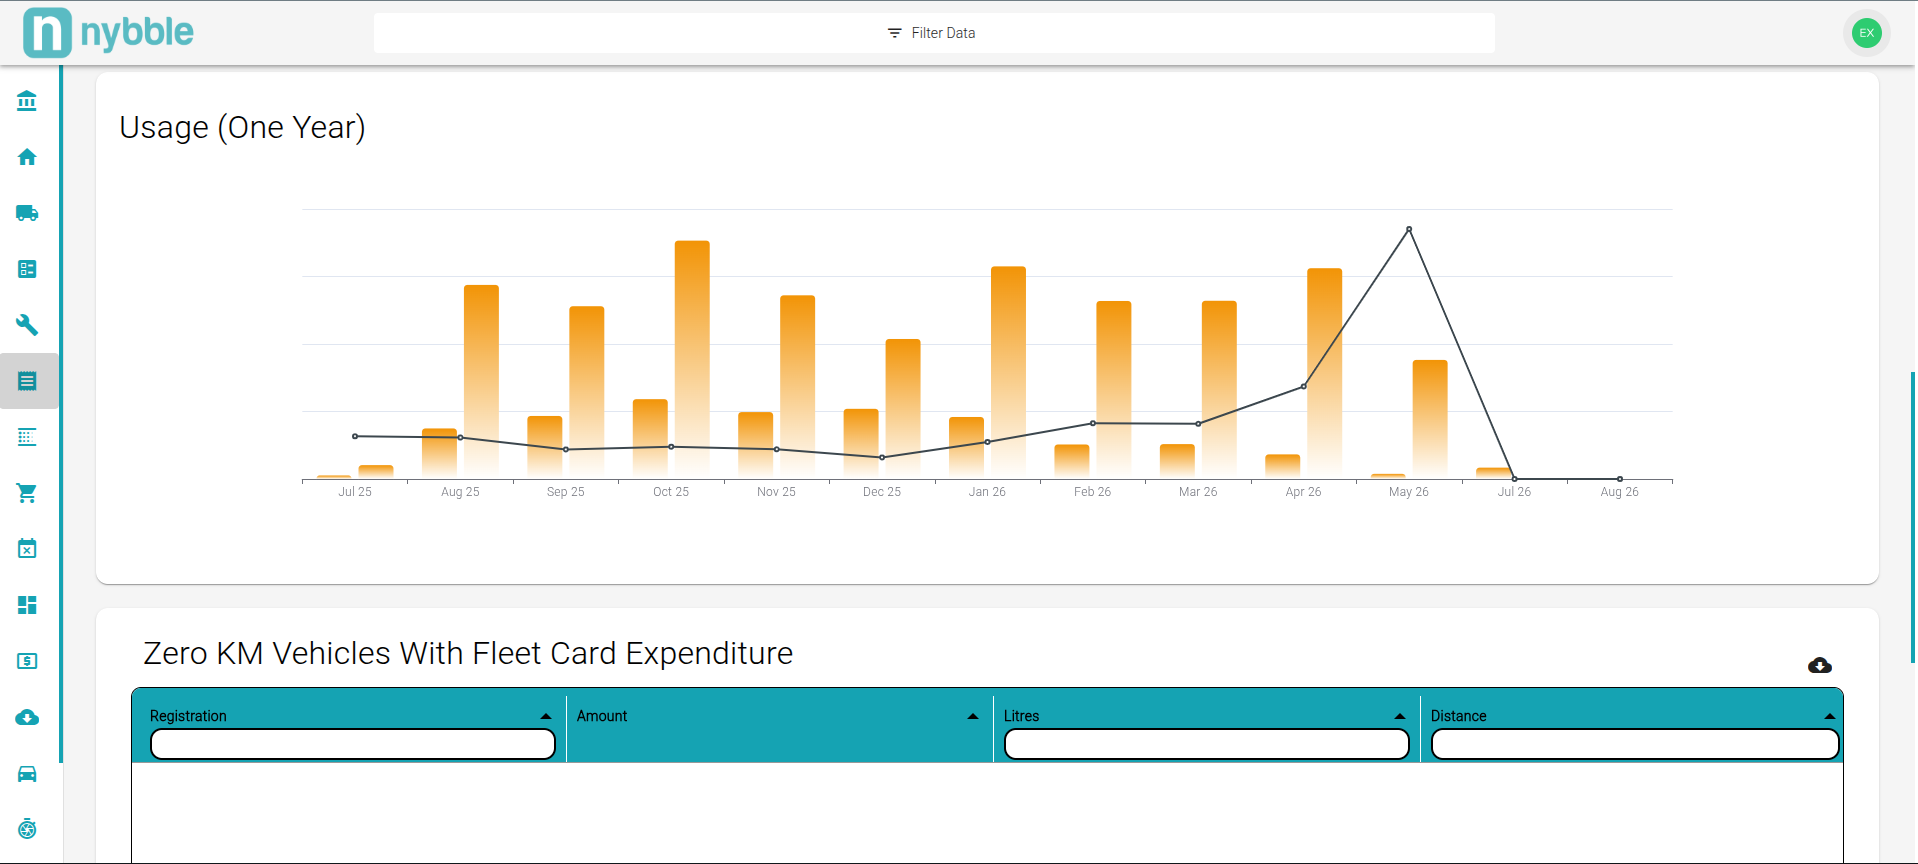 nybble
Filter Data
EX
Usage (One Year)
Jul 25 Aug 25 Sep 25 Oct 25 Nov 25 Dec 25 Jan 26 Feb 26 Mar 26 Apr 26 May 26 Jul 26 Aug 26
Zero KM Vehicles With Fleet Card Expenditure
Registration Amount Litres Distance